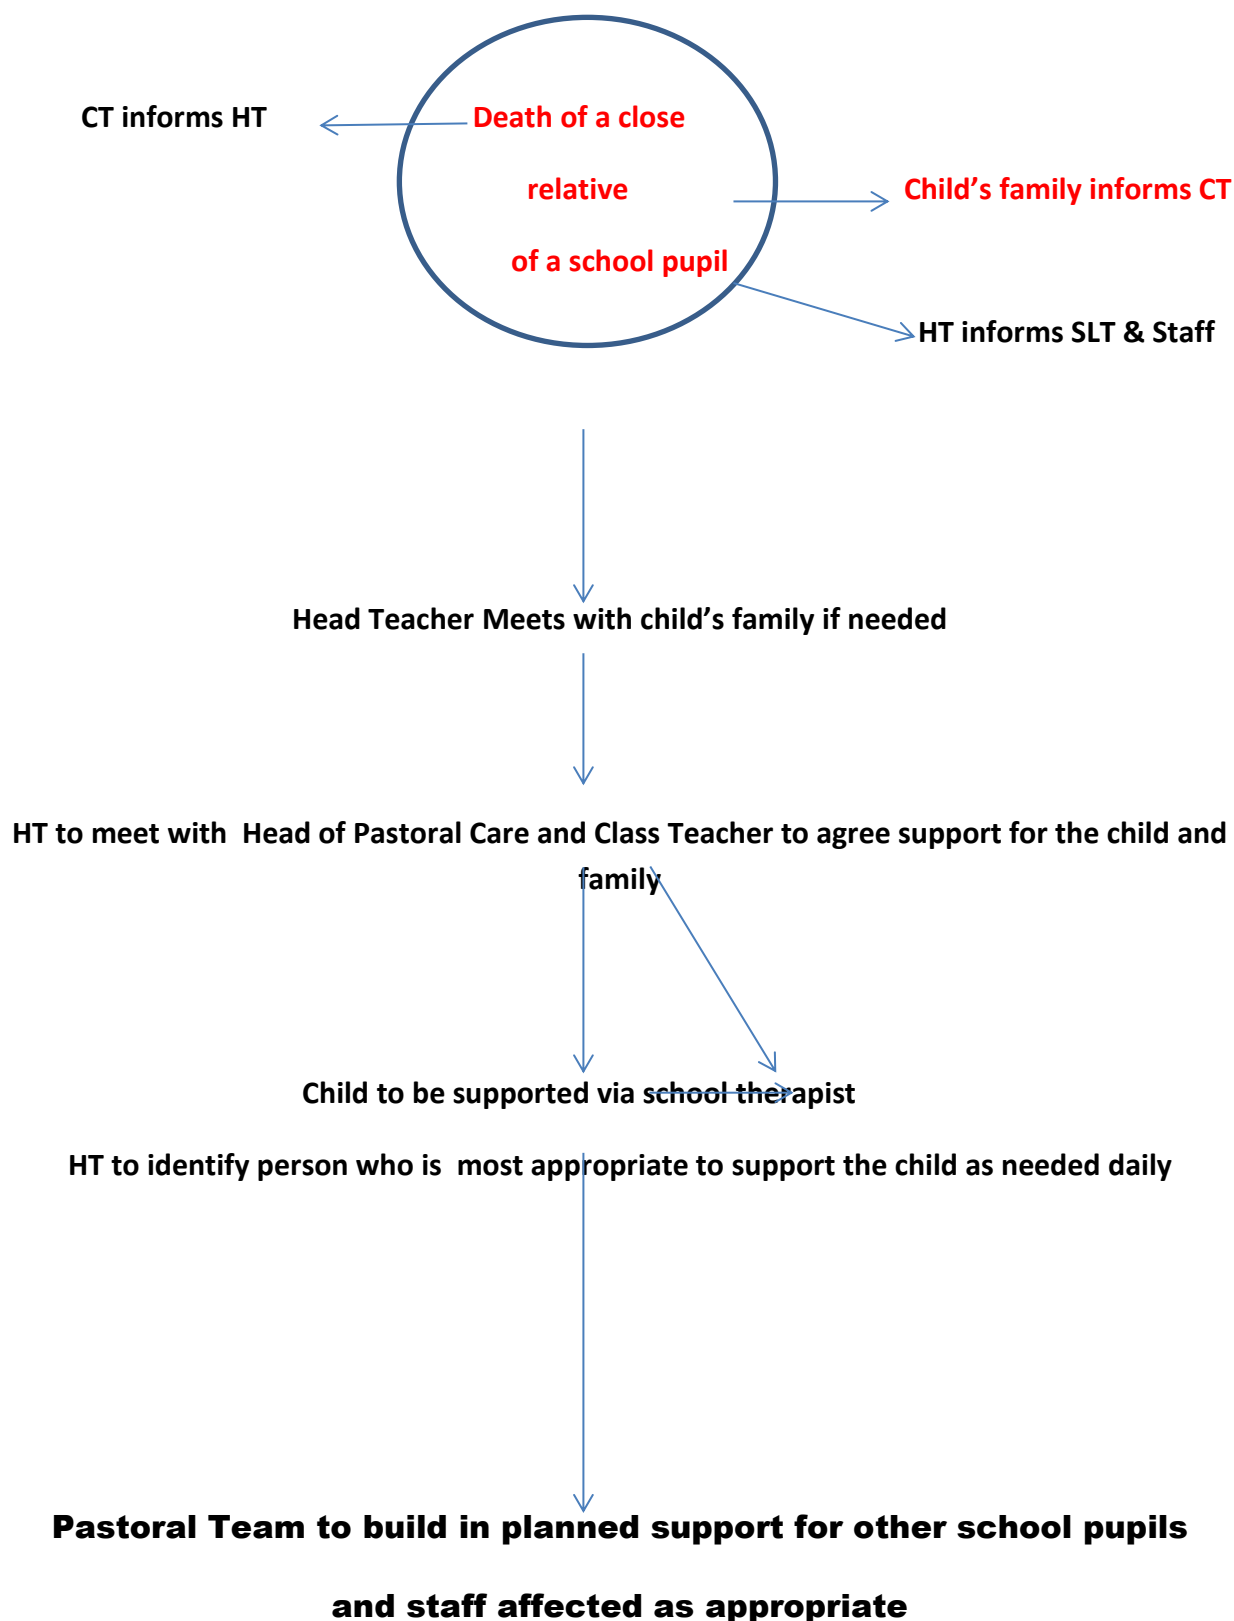 CT informs HT
Death of a close
relative
Child’s family informs CT
of a school pupil
HT informs SLT & Staff
Head Teacher Meets with child’s family if needed
HT to meet with  Head of Pastoral Care and Class Teacher to agree support for the child and
family
Child to be supported via school therapist
HT to identify person who is  most appropriate to support the child as needed daily
Pastoral Team to build in planned support for other school pupils
and staff affected as appropriate